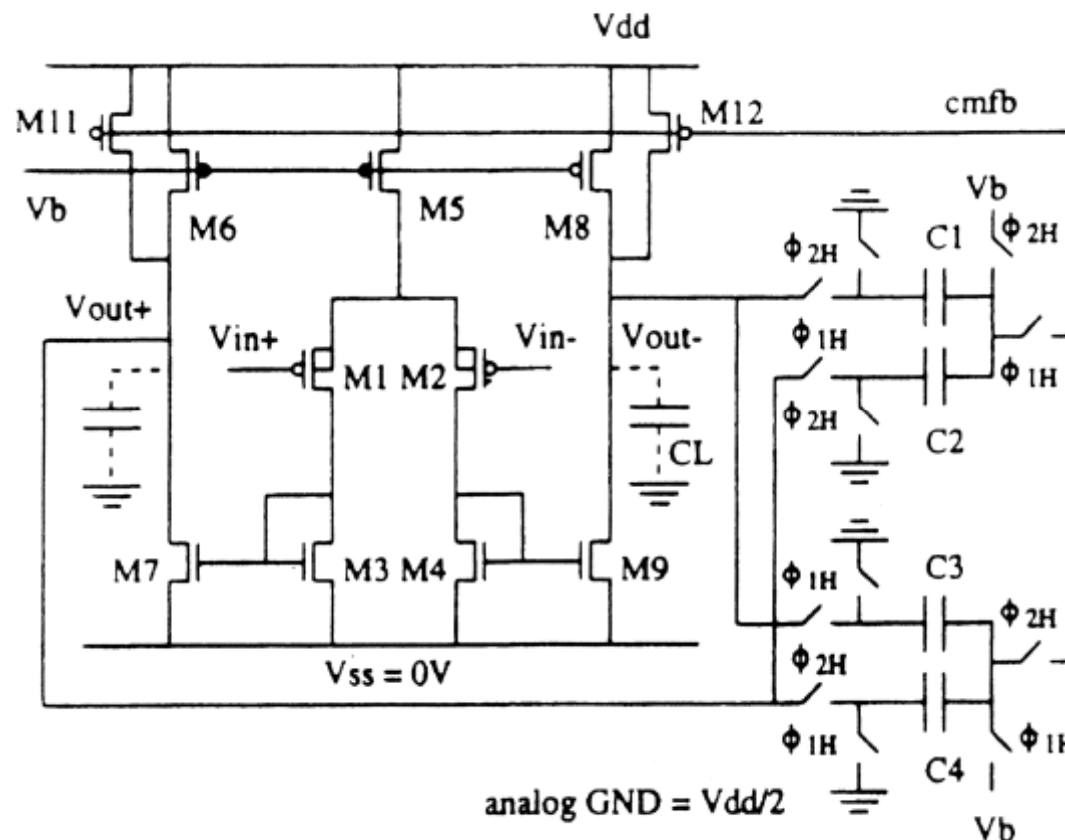 Vdd
M11
M12
cmfb
Vb
M6
M5
M8
Vb
Φ2H
C1
Φ2H
Vout+
Vin+
Vin-
Vout-
Φ1H
M1
M2
Φ1H
Φ2H
C2
CL
M7
M3
M4
M9
Φ1H
C3
Φ2H
Vss = 0V
Φ2H
Φ1H
C4
Φ1H
analog GND = Vdd/2
Vb